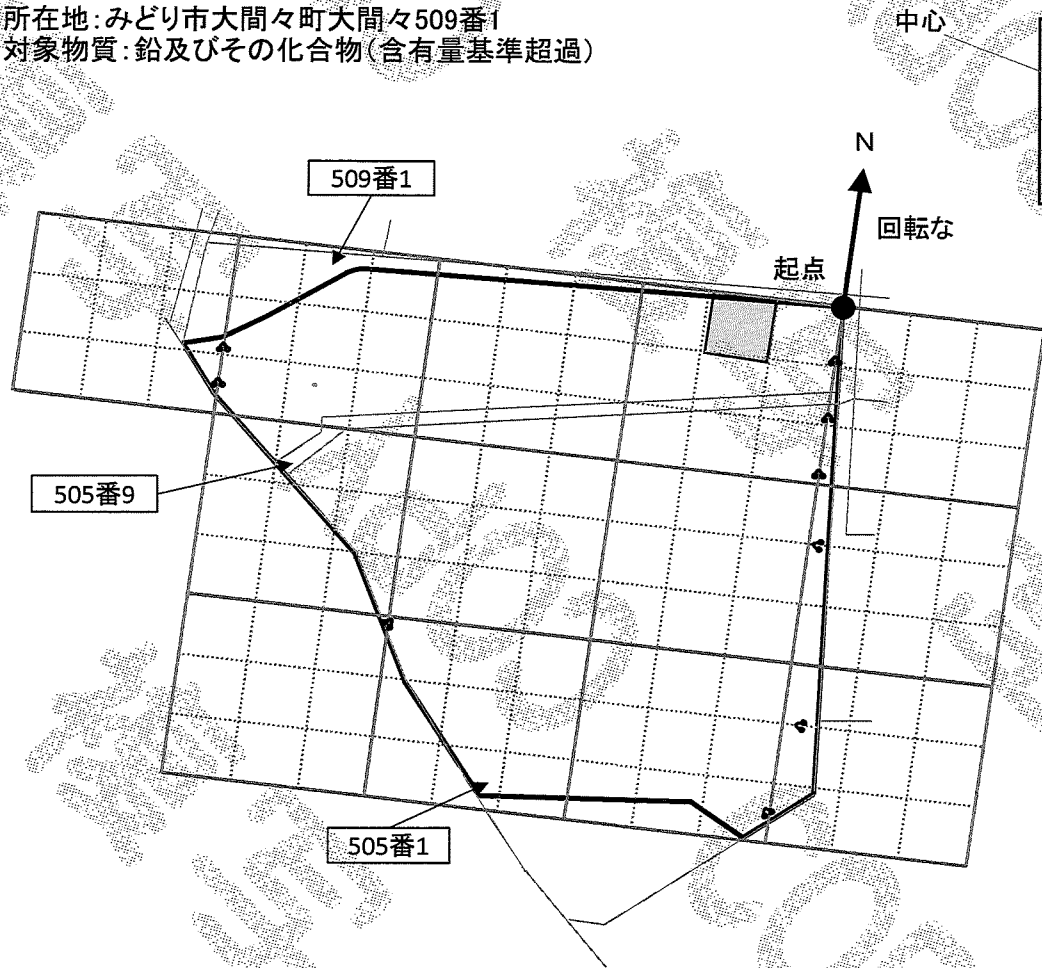 所在地：みどり市大間々町大間々509番1
対象物質：鉛及びその化合物（含有量基準超過）
中心
509番1
N
回転な
起点
505番9
505番1